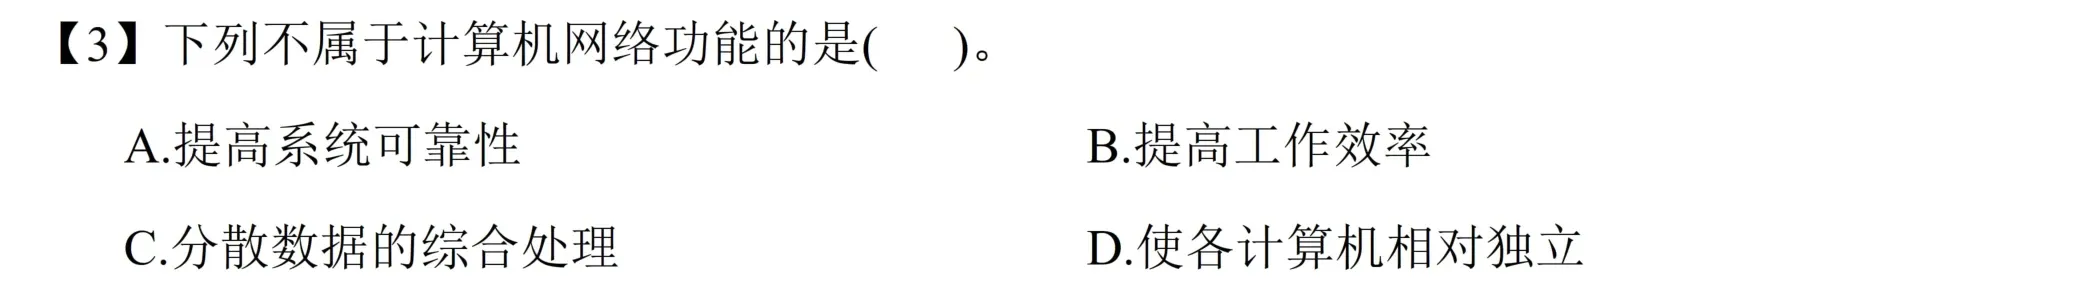 【3】下列不属于计算机网络功能的是(　　)。
A.提高系统可靠性　　B.提高工作效率
C.分散数据的综合处理　　D.使各计算机相对独立